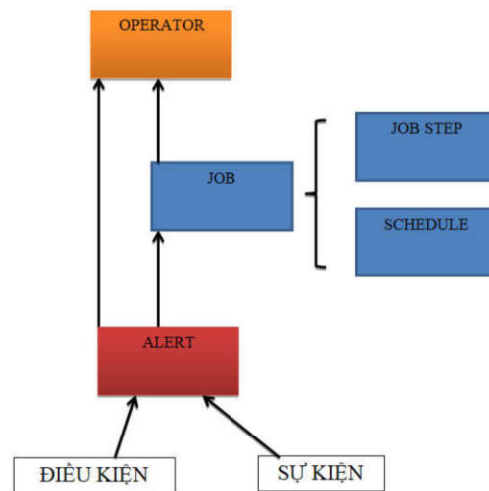 OPERATOR
JOB STEP
JOB
SCHEDULE
ALERT
ĐIỀU KIỆN
SỰ KIỆN